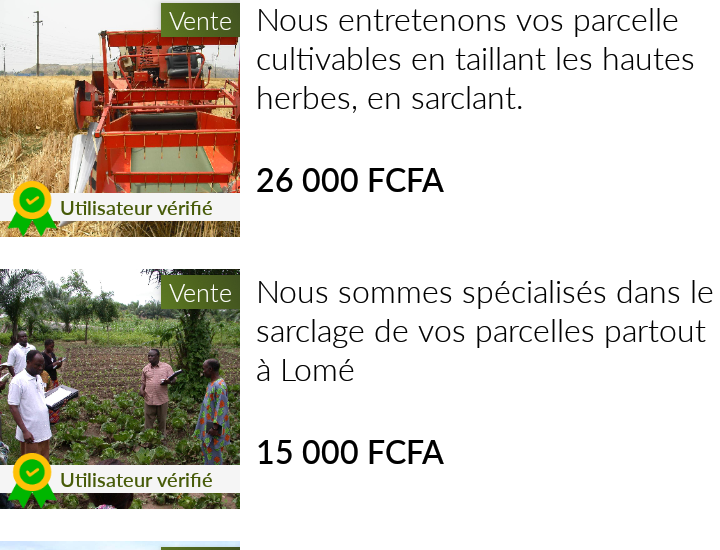 Vente
Nous entretenons vos parcelle
cultivables en taillant les hautes
herbes, en sarclant.
26 000 FCFA
Utilisateur vérifié
Vente
Nous sommes spécialisés dans le
sarclage de vos parcelles partout
à Lomé
15 000 FCFA
Utilisateur vérifié